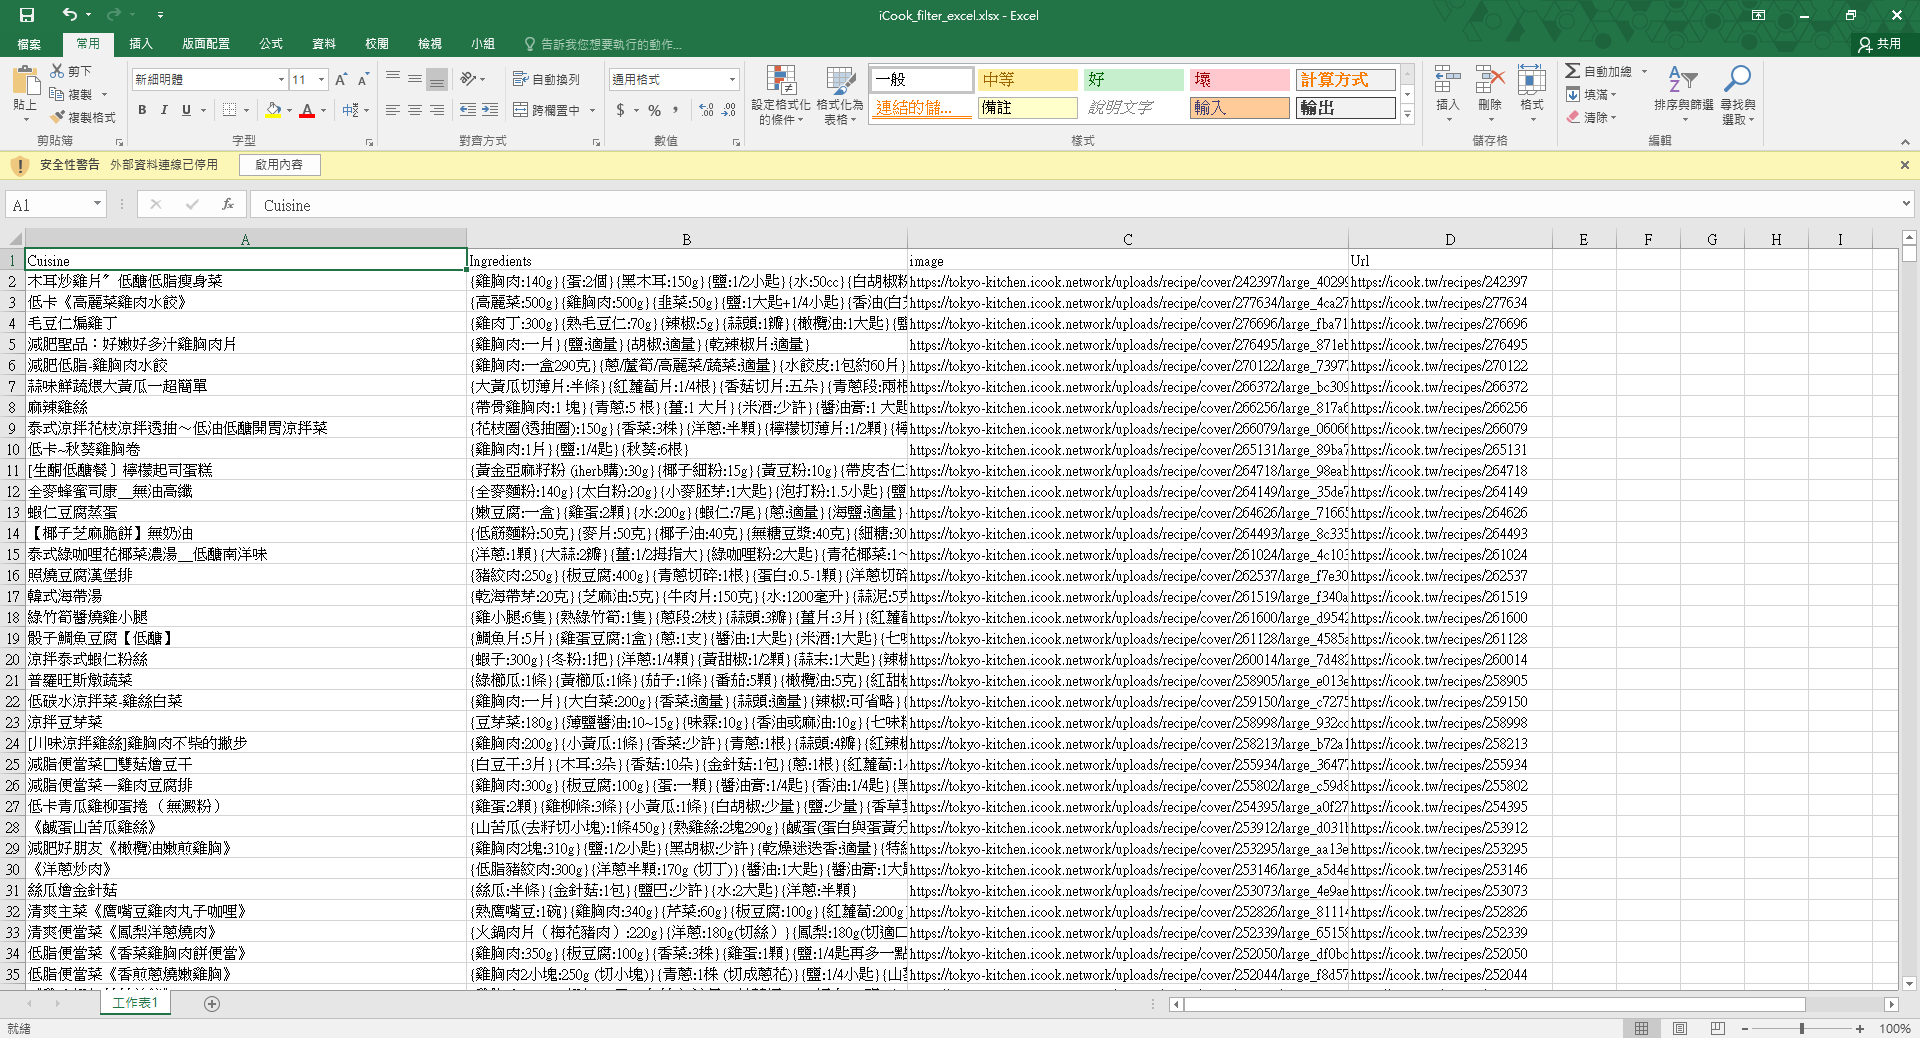 iCook_filter_excel.xlsx - Excel
檔案 常用 插入 版面配置 公式 資料 校閱 檢視 小組 告訴我您想要執行的動作... 共用
貼上 剪下 複製 複製格式 剪貼簿
新細明體 11 B I U A 字型
自動換列 跨欄置中 對齊方式
通用格式 $ % 數值
設定格式化的條件 格式化為表格
一般 中等 好 壞 計算方式
連結的儲... 備註 說明文字 輸入 輸出
樣式
插入 刪除 格式 儲存格
自動加總 填滿 清除 排序與篩選 尋找與選取 編輯
安全性警告 外部資料連線已停用 啟用內容
A1 fx Cuisine
A B C D E F G H I
1 Cuisine Ingredients image Url
2 木耳炒雞片〞低醣低脂瘦身菜 {雞胸肉:140g}{蛋:2個}{黑木耳:150g}{鹽:1/2小匙}{水:50cc}{白胡椒粉 https://tokyo-kitchen.icook.network/uploads/recipe/cover/242397/large_4029 https://icook.tw/recipes/242397
3 低卡《高麗菜雞肉水餃》 {高麗菜:500g}{雞胸肉:500g}{韭菜:50g}{鹽:1大匙+1/4小匙}{香油(白 https://tokyo-kitchen.icook.network/uploads/recipe/cover/277634/large_4ca27 https://icook.tw/recipes/277634
4 毛豆仁煸雞丁 {雞肉丁:300g}{熟毛豆仁:70g}{辣椒:5g}{蒜頭:1瓣}{橄欖油:1大匙}{鹽 https://tokyo-kitchen.icook.network/uploads/recipe/cover/276696/large_fba71 https://icook.tw/recipes/276696
5 減肥聖品：好嫩好多汁雞胸肉片 {雞胸肉:一片}{鹽:適量}{胡椒:適量}{乾辣椒片:適量} https://tokyo-kitchen.icook.network/uploads/recipe/cover/276495/large_871e https://icook.tw/recipes/276495
6 減肥低脂-雞胸肉水餃 {雞胸肉:一盒290克}{蔥/蘆筍/高麗菜/蔬菜:適量}{水餃皮:1包約60片} https://tokyo-kitchen.icook.network/uploads/recipe/cover/270122/large_7397 https://icook.tw/recipes/270122
7 蒜味鮮蔬煨大黃瓜一超簡單 {大黃瓜切薄片:半條}{紅蘿蔔片:1/4根}{香菇切片:五朵}{青蔥段:兩根 https://tokyo-kitchen.icook.network/uploads/recipe/cover/266372/large_bc309 https://icook.tw/recipes/266372
8 麻辣雞絲 {帶骨雞胸肉:1 塊}{青蔥:5 根}{薑:1 大片}{米酒:少許}{醬油膏:1 大匙 https://tokyo-kitchen.icook.network/uploads/recipe/cover/266256/large_817a6 https://icook.tw/recipes/266256
9 泰式涼拌花枝涼拌透抽～低油低醣開胃涼拌菜 {花枝圈(透抽圈):150g}{香菜:3株}{洋蔥:半顆}{檸檬切薄片:1/2顆}{檸 https://tokyo-kitchen.icook.network/uploads/recipe/cover/266079/large_0606 https://icook.tw/recipes/266079
10 低卡~秋葵雞胸卷 {雞胸肉:1片}{鹽:1/4匙}{秋葵:6根} https://tokyo-kitchen.icook.network/uploads/recipe/cover/265131/large_89ba https://icook.tw/recipes/265131
11 [生酮低醣餐］檸檬起司蛋糕 {黃金亞麻籽粉 (iherb購):30g}{椰子細粉:15g}{黃豆粉:10g}{帶皮杏仁 https://tokyo-kitchen.icook.network/uploads/recipe/cover/264718/large_98eab https://icook.tw/recipes/264718
12 全麥蜂蜜司康__無油高纖 {全麥麵粉:140g}{太白粉:20g}{小麥胚芽:1大匙}{泡打粉:1.5小匙}{鹽 https://tokyo-kitchen.icook.network/uploads/recipe/cover/264149/large_35de https://icook.tw/recipes/264149
13 蝦仁豆腐蒸蛋 {嫩豆腐:一盒}{雞蛋:2顆}{水:200g}{蝦仁:7尾}{蔥:適量}{海鹽:適量} https://tokyo-kitchen.icook.network/uploads/recipe/cover/264626/large_7166 https://icook.tw/recipes/264626
14 【椰子芝麻脆餅】無奶油 {低筋麵粉:50克}{麥片:50克}{椰子油:40克}{無糖豆漿:40克}{細糖:30 https://tokyo-kitchen.icook.network/uploads/recipe/cover/264493/large_8c33 https://icook.tw/recipes/264493
15 泰式綠咖哩花椰菜濃湯__低醣南洋味 {洋蔥:1顆}{大蒜:2瓣}{薑:1/2拇指大}{綠咖哩粉:2大匙}{青花椰菜:1~ https://tokyo-kitchen.icook.network/uploads/recipe/cover/261024/large_4c10 https://icook.tw/recipes/261024
16 照燒豆腐漢堡排 {豬絞肉:250g}{板豆腐:400g}{青蔥切碎:1根}{蛋白:0.5-1顆}{洋蔥切碎 https://tokyo-kitchen.icook.network/uploads/recipe/cover/262537/large_f7e30 https://icook.tw/recipes/262537
17 韓式海帶湯 {乾海帶芽:20克}{芝麻油:5克}{牛肉片:150克}{水:1200毫升}{蒜泥:5克 https://tokyo-kitchen.icook.network/uploads/recipe/cover/261519/large_f340a https://icook.tw/recipes/261519
18 綠竹筍醬燒雞小腿 {雞小腿:6隻}{熟綠竹筍:1隻}{蔥段:2枝}{蒜頭:3瓣}{薑片:3片}{紅蘿蔔 https://tokyo-kitchen.icook.network/uploads/recipe/cover/261600/large_d954 https://icook.tw/recipes/261600
19 骰子鯛魚豆腐【低醣】 {鯛魚片:5片}{雞蛋豆腐:1盒}{蔥:1支}{醬油:1大匙}{米酒:1大匙}{七味 https://tokyo-kitchen.icook.network/uploads/recipe/cover/261128/large_4585 https://icook.tw/recipes/261128
20 涼拌泰式蝦仁粉絲 {蝦子:300g}{冬粉:1把}{洋蔥:1/4顆}{黃甜椒:1/2顆}{蒜末:1大匙}{辣椒 https://tokyo-kitchen.icook.network/uploads/recipe/cover/260014/large_7d48 https://icook.tw/recipes/260014
21 普羅旺斯燉蔬菜 {綠櫛瓜:1條}{黃櫛瓜:1條}{茄子:1條}{番茄:5顆}{橄欖油:5克}{紅甜椒 https://tokyo-kitchen.icook.network/uploads/recipe/cover/258905/large_e013 https://icook.tw/recipes/258905
22 低碳水涼拌菜-雞絲白菜 {雞胸肉:一片}{大白菜:200g}{香菜:適量}{蒜頭:適量}{辣椒:可省略} https://tokyo-kitchen.icook.network/uploads/recipe/cover/259150/large_c727 https://icook.tw/recipes/259150
23 涼拌豆芽菜 {豆芽菜:180g}{薄鹽醬油:10~15g}{味霖:10g}{香油或麻油:10g}{七味粉 https://tokyo-kitchen.icook.network/uploads/recipe/cover/258998/large_932c https://icook.tw/recipes/258998
24 [川味涼拌雞絲]雞胸肉不柴的撇步 {雞胸肉:200g}{小黃瓜:1條}{香菜:少許}{青蔥:1根}{蒜頭:4瓣}{紅辣椒 https://tokyo-kitchen.icook.network/uploads/recipe/cover/258213/large_b72a https://icook.tw/recipes/258213
25 減脂便當菜□雙菇燴豆干 {白豆干:3片}{木耳:3朵}{香菇:10朵}{金針菇:1包}{蔥:1根}{紅蘿蔔:1 https://tokyo-kitchen.icook.network/uploads/recipe/cover/255934/large_3647 https://icook.tw/recipes/255934
26 減脂便當菜一雞肉豆腐排 {雞胸肉:300g}{板豆腐:100g}{蛋:一顆}{醬油膏:1/4匙}{香油:1/4匙}{黑 https://tokyo-kitchen.icook.network/uploads/recipe/cover/255802/large_c59d https://icook.tw/recipes/255802
27 低卡青瓜雞柳蛋捲（無澱粉） {雞蛋:2顆}{雞柳條:3條}{小黃瓜:1條}{白胡椒:少量}{鹽:少量}{香草 https://tokyo-kitchen.icook.network/uploads/recipe/cover/254395/large_a0f27 https://icook.tw/recipes/254395
28 《鹹蛋山苦瓜雞絲》 {山苦瓜(去籽切小塊):1條450g}{熟雞絲:2塊290g}{鹹蛋(蛋白與蛋黃分 https://tokyo-kitchen.icook.network/uploads/recipe/cover/253912/large_d031 https://icook.tw/recipes/253912
29 減肥好朋友《橄欖油嫩煎雞胸》 {雞胸肉2塊:310g}{鹽:1/2小匙}{黑胡椒:少許}{乾燥迷迭香:適量}{特級 https://tokyo-kitchen.icook.network/uploads/recipe/cover/253295/large_aa13 https://icook.tw/recipes/253295
30 《洋蔥炒肉》 {低脂豬絞肉:300g}{洋蔥半顆:170g (切丁)}{醬油:1大匙}{醬油膏:1大 https://tokyo-kitchen.icook.network/uploads/recipe/cover/253146/large_a5d4 https://icook.tw/recipes/253146
31 絲瓜燴金針菇 {絲瓜:半條}{金針菇:1包}{鹽巴:少許}{水:2大匙}{洋蔥:半顆} https://tokyo-kitchen.icook.network/uploads/recipe/cover/253073/large_4e9a https://icook.tw/recipes/253073
32 清爽主菜《鷹嘴豆雞肉丸子咖哩》 {熟鷹嘴豆:1碗}{雞胸肉:340g}{芹菜:60g}{板豆腐:100g}{紅蘿蔔:200g https://tokyo-kitchen.icook.network/uploads/recipe/cover/252826/large_8111 https://icook.tw/recipes/252826
33 清爽便當菜《鳳梨洋蔥燒肉》 {火鍋肉片（梅花豬肉）:220g}{洋蔥:180g(切絲）}{鳳梨:180g(切適口 https://tokyo-kitchen.icook.network/uploads/recipe/cover/252339/large_6515 https://icook.tw/recipes/252339
34 低脂便當菜《香菜雞胸肉餅便當》 {雞胸肉:350g}{板豆腐:100g}{香菜:3株}{雞蛋:1顆}{鹽:1/4匙再多一點 https://tokyo-kitchen.icook.network/uploads/recipe/cover/252050/large_df0b https://icook.tw/recipes/252050
35 低脂便當菜《香煎蔥燒嫩雞胸》 {雞胸肉2小塊:250g (切小塊)}{青蔥:1株 (切成蔥花)}{鹽:1/4小匙}{山 https://tokyo-kitchen.icook.network/uploads/recipe/cover/252044/large_f8d57 https://icook.tw/recipes/252044
工作表1
就緒 100%